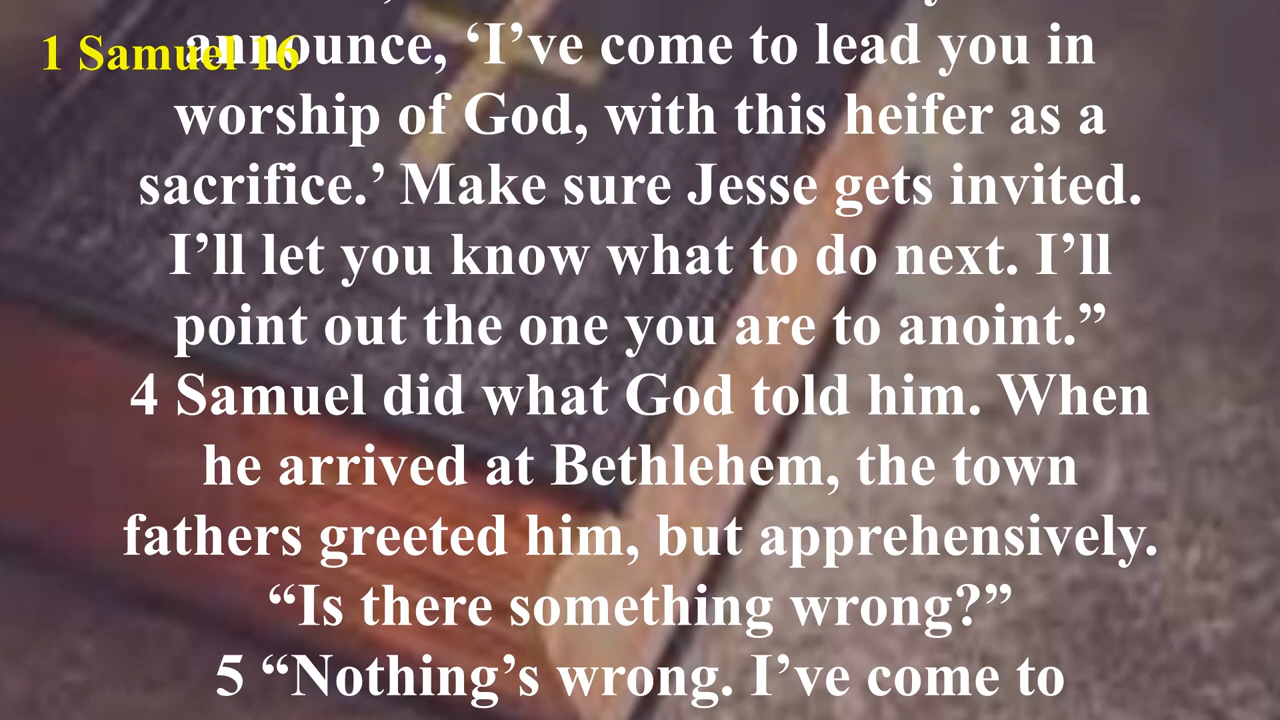 1 Samuel 16
announce, ‘I’ve come to lead you in
worship of God, with this heifer as a
sacrifice.’ Make sure Jesse gets invited.
I’ll let you know what to do next. I’ll
point out the one you are to anoint.”
4 Samuel did what God told him. When
he arrived at Bethlehem, the town
fathers greeted him, but apprehensively.
“Is there something wrong?”
5 “Nothing’s wrong. I’ve come to